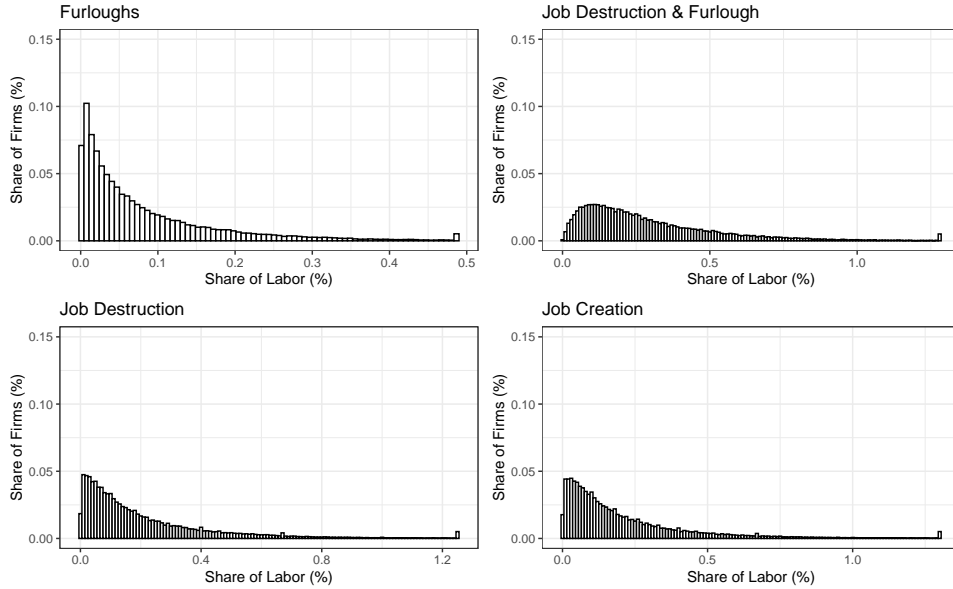 Furloughs
0.15
0.10
0.05
0.00
Share of Firms (%)
0.0 0.1 0.2 0.3 0.4 0.5
Share of Labor (%)
Job Destruction & Furlough
0.15
0.10
0.05
0.00
Share of Firms (%)
0.0 0.5 1.0
Share of Labor (%)
Job Destruction
0.15
0.10
0.05
0.00
Share of Firms (%)
0.0 0.4 0.8 1.2
Share of Labor (%)
Job Creation
0.15
0.10
0.05
0.00
Share of Firms (%)
0.0 0.5 1.0
Share of Labor (%)